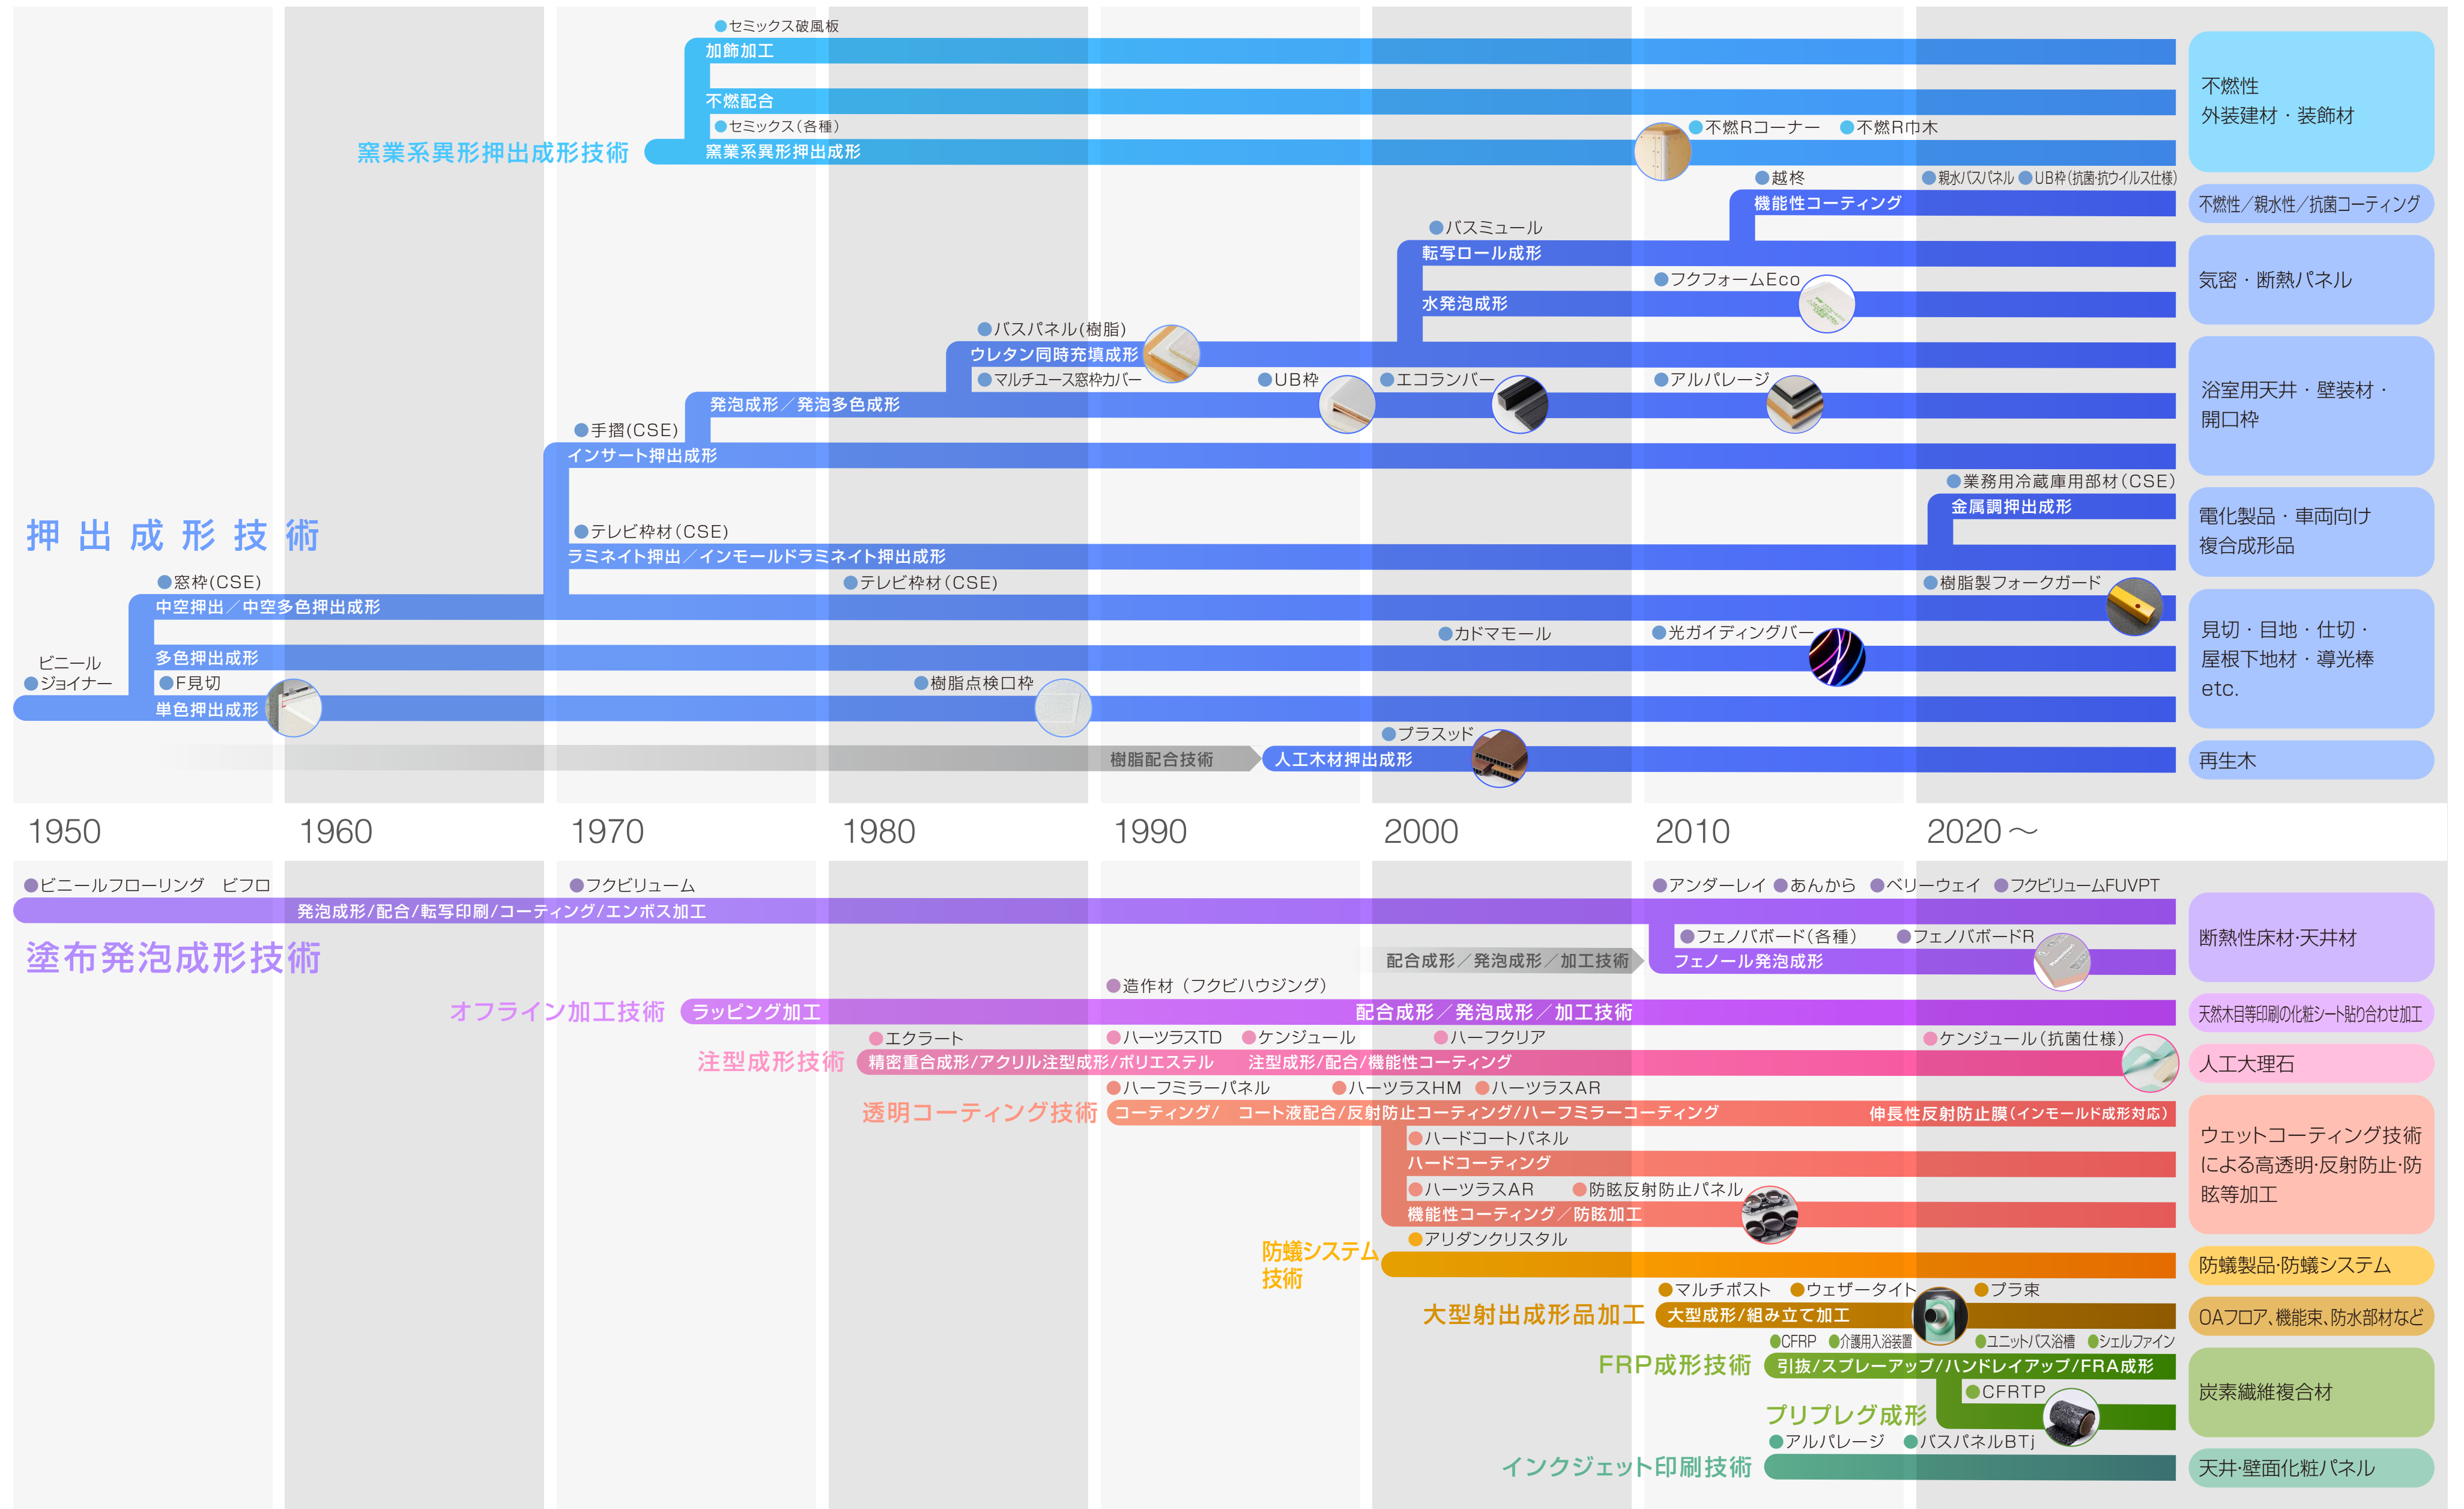 セミックス破風板
加飾加工
不燃配合
セミックス（各種）
窯業系異形押出成形技術
窯業系異形押出成形
不燃Rコーナー
不燃R巾木
不燃性
外装建材・装飾材
越柊
親水バスパネル
UB枠（抗菌・抗ウイルス仕様）
機能性コーティング
不燃性／親水性／抗菌コーティング
バスミュール
転写ロール成形
フクフォームEco
水発泡成形
気密・断熱パネル
バスパネル(樹脂)
ウレタン同時充填成形
マルチユース窓枠カバー
UB枠
エコランバー
アルパレージ
発泡成形／発泡多色成形
浴室用天井・壁装材・
開口枠
手摺(CSE)
インサート押出成形
業務用冷蔵庫用部材（CSE）
金属調押出成形
押出成形技術
テレビ枠材（CSE）
ラミネイト押出／インモールドラミネイト押出成形
電化製品・車両向け
複合成形品
窓枠(CSE)
テレビ枠材（CSE）
樹脂製フォークガード
中空押出／中空多色押出成形
カドマモール
光ガイディングバー
多色押出成形
見切・目地・仕切・
屋根下地材・導光棒
etc.
ビニール
ジョイナー
F見切
樹脂点検口枠
単色押出成形
プラスッド
樹脂配合技術
人工木材押出成形
再生木
1950
1960
1970
1980
1990
2000
2010
2020～
ビニールフローリング　ビフロ
フクビリューム
アンダーレイ
あんから
ベリーウェイ
フクビリュームFUVPT
発泡成形/配合/転写印刷/コーティング/エンボス加工
塗布発泡成形技術
フェノバボード（各種）
フェノバボードR
配合成形／発泡成形／加工技術
フェノール発泡成形
断熱性床材・天井材
造作材（フクビハウジング）
オフライン加工技術
ラッピング加工
配合成形／発泡成形／加工技術
天然木目等印刷の化粧シート貼り合わせ加工
エクラート
ハーツラスTD
ケンジュール
ハーフクリア
ケンジュール（抗菌仕様）
注型成形技術
精密重合成形/アクリル注型成形/ポリエステル　注型成形/配合/機能性コーティング
人工大理石
ハーフミラーパネル
ハーツラスHM
ハーツラスAR
透明コーティング技術
コーティング/　コート液配合/反射防止コーティング/ハーフミラーコーティング
伸長性反射防止膜（インモールド成形対応）
ハードコートパネル
ハードコーティング
ウェットコーティング技術
による高透明・反射防止・防
眩等加工
ハーツラスAR
防眩反射防止パネル
機能性コーティング／防眩加工
アリダンクリスタル
防蟻システム
技術
防蟻製品・防蟻システム
マルチポスト
ウェザータイト
プラ束
大型射出成形品加工
大型成形/組み立て加工
OAフロア、機能束、防水部材など
CFRP
介護用入浴装置
ユニットバス浴槽
シェルファイン
FRP成形技術
引抜/スプレーアップ/ハンドレイアップ/FRA成形
CFRTP
プリプレグ成形
炭素繊維複合材
アルパレージ
バスパネルBTj
インクジェット印刷技術
天井・壁面化粧パネル